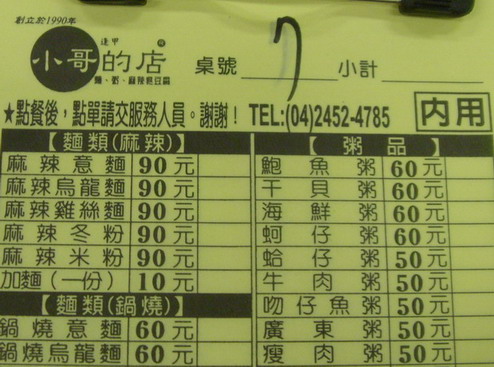 創立於1990年
逢甲
小哥的店
麵、粥、麻辣臭豆腐
桌號 7 小計
★點餐後，點單請交服務人員。謝謝！ TEL:(04)2452-4785 內用
【麵類(麻辣)】
麻辣意麵 90元
麻辣烏龍麵 90元
麻辣雞絲麵 90元
麻辣冬粉 90元
麻辣米粉 90元
加麵(一份) 10元
【麵類(鍋燒)】
鍋燒意麵 60元
鍋燒烏龍麵 60元
【粥品】
鮑魚粥 60元
干貝粥 60元
海鮮粥 60元
蚵仔粥 60元
蛤仔粥 50元
牛肉粥 50元
吻仔魚粥 50元
廣東粥 50元
瘦肉粥 50元